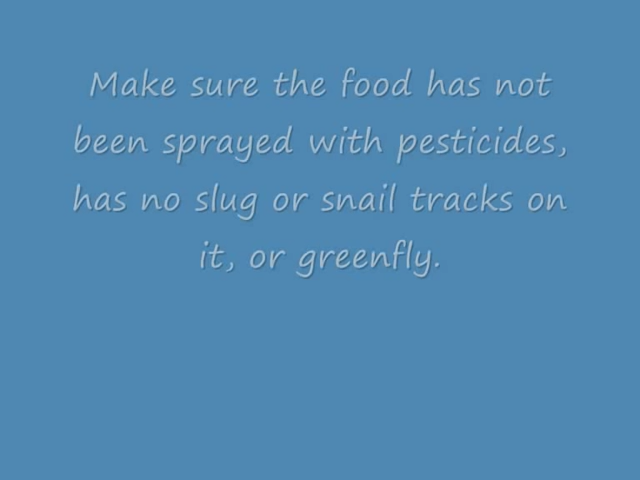 Make sure the food has not
been sprayed with pesticides,
has no slug or snail tracks on
it, or greenfly.